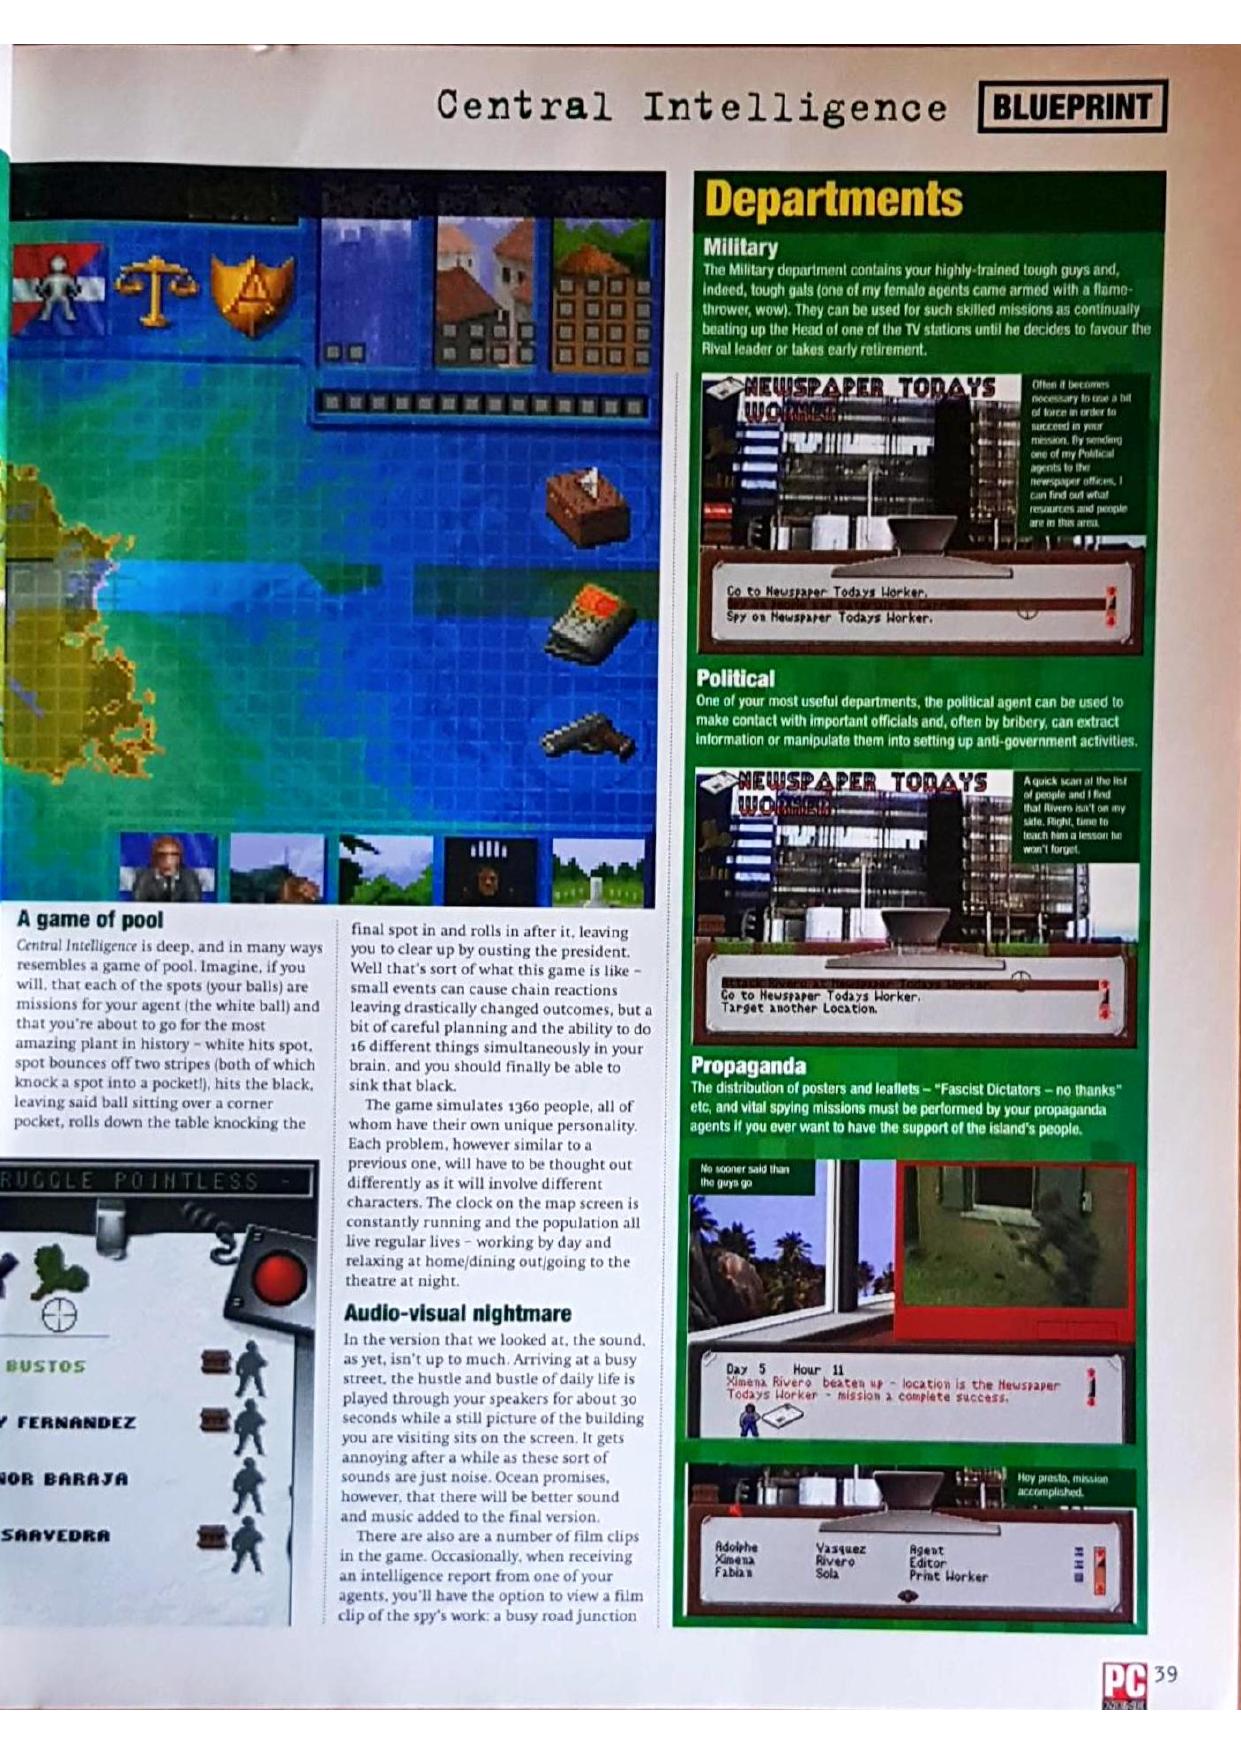 Central Intelligence BLUEPRINT
A game of pool
Central Intelligence is deep, and in many ways
resembles a game of pool. Imagine, if you
will, that each of the spots (your balls) are
missions for your agent (the white ball) and
that you're about to go for the most
amazing plant in history – white hits spot,
spot bounces off two stripes (both of which
knock a spot into a pocket!), hits the black,
leaving said ball sitting over a corner
pocket, rolls down the table knocking the
RUGGLE POINTLESS -
BUSTOS
Y FERNANDEZ
NOR BARAJA
SAAVEDRA
final spot in and rolls in after it, leaving
you to clear up by ousting the president.
Well that's sort of what this game is like –
small events can cause chain reactions
leaving drastically changed outcomes, but a
bit of careful planning and the ability to do
16 different things simultaneously in your
brain, and you should finally be able to
sink that black.
The game simulates 1360 people, all of
whom have their own unique personality.
Each problem, however similar to a
previous one, will have to be thought out
differently as it will involve different
characters. The clock on the map screen is
constantly running and the population all
live regular lives – working by day and
relaxing at home/dining out/going to the
theatre at night.
Audio-visual nightmare
In the version that we looked at, the sound,
as yet, isn't up to much. Arriving at a busy
street, the hustle and bustle of daily life is
played through your speakers for about 30
seconds while a still picture of the building
you are visiting sits on the screen. It gets
annoying after a while as these sort of
sounds are just noise. Ocean promises,
however, that there will be better sound
and music added to the final version.
There are also are a number of film clips
in the game. Occasionally, when receiving
an intelligence report from one of your
agents, you'll have the option to view a film
clip of the spy's work: a busy road junction
Departments
Military
The Military department contains your highly-trained tough guys and,
indeed, tough gals (one of my female agents came armed with a flame-
thrower, wow). They can be used for such skilled missions as continually
beating up the Head of one of the TV stations until he decides to favour the
Rival leader or takes early retirement.
NEWSPAPER TODAYS
WORKER
Often it becomes
necessary to use a bit
of force in order to
succeed in your
mission. By sending
one of my Political
agents to the
newspaper offices, I
can find out what
resources and people
are in this area.
Go to Newspaper Todays Worker.
Spy on Newspaper Todays Worker.
Political
One of your most useful departments, the political agent can be used to
make contact with important officials and, often by bribery, can extract
information or manipulate them into setting up anti-government activities.
NEWSPAPER TODAYS
WORKER
A quick scan of the list
of people and I find
that Rivero isn't on my
side. Right, time to
teach him a lesson he
won't forget.
Attack Rivero at Newspaper Todays Worker.
Go to Newspaper Todays Worker.
Target another Location.
Propaganda
The distribution of posters and leaflets – "Fascist Dictators – no thanks"
etc, and vital spying missions must be performed by your propaganda
agents if you ever want to have the support of the island's people.
No sooner said than
the guys go
Day 5 Hour 11
Ximena Rivero beaten up - location is the Newspaper
Todays Worker - mission a complete success.
Hey presto, mission
accomplished.
Adolphe Vasquez Agent
Ximena Rivero Editor
Fabian Sola Print Worker
PC 39